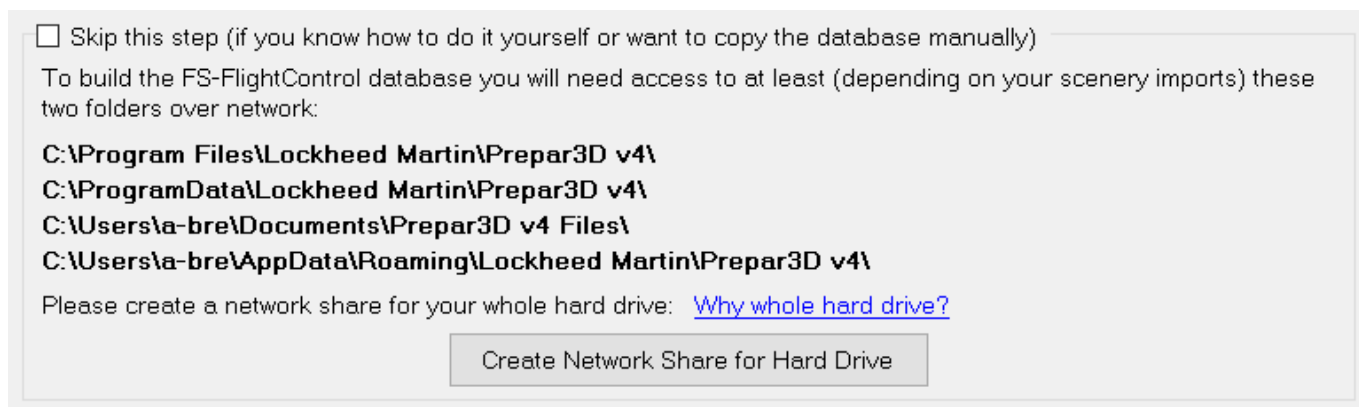 Skip this step (if you know how to do it yourself or want to copy the database manually)
To build the FS-FlightControl database you will need access to at least (depending on your scenery imports) these
two folders over network:
C:\Program Files\Lockheed Martin\Prepar3D v4\
C:\ProgramData\Lockheed Martin\Prepar3D v4\
C:\Users\a-bre\Documents\Prepar3D v4 Files\
C:\Users\a-bre\AppData\Roaming\Lockheed Martin\Prepar3D v4\
Please create a network share for your whole hard drive: Why whole hard drive?
Create Network Share for Hard Drive